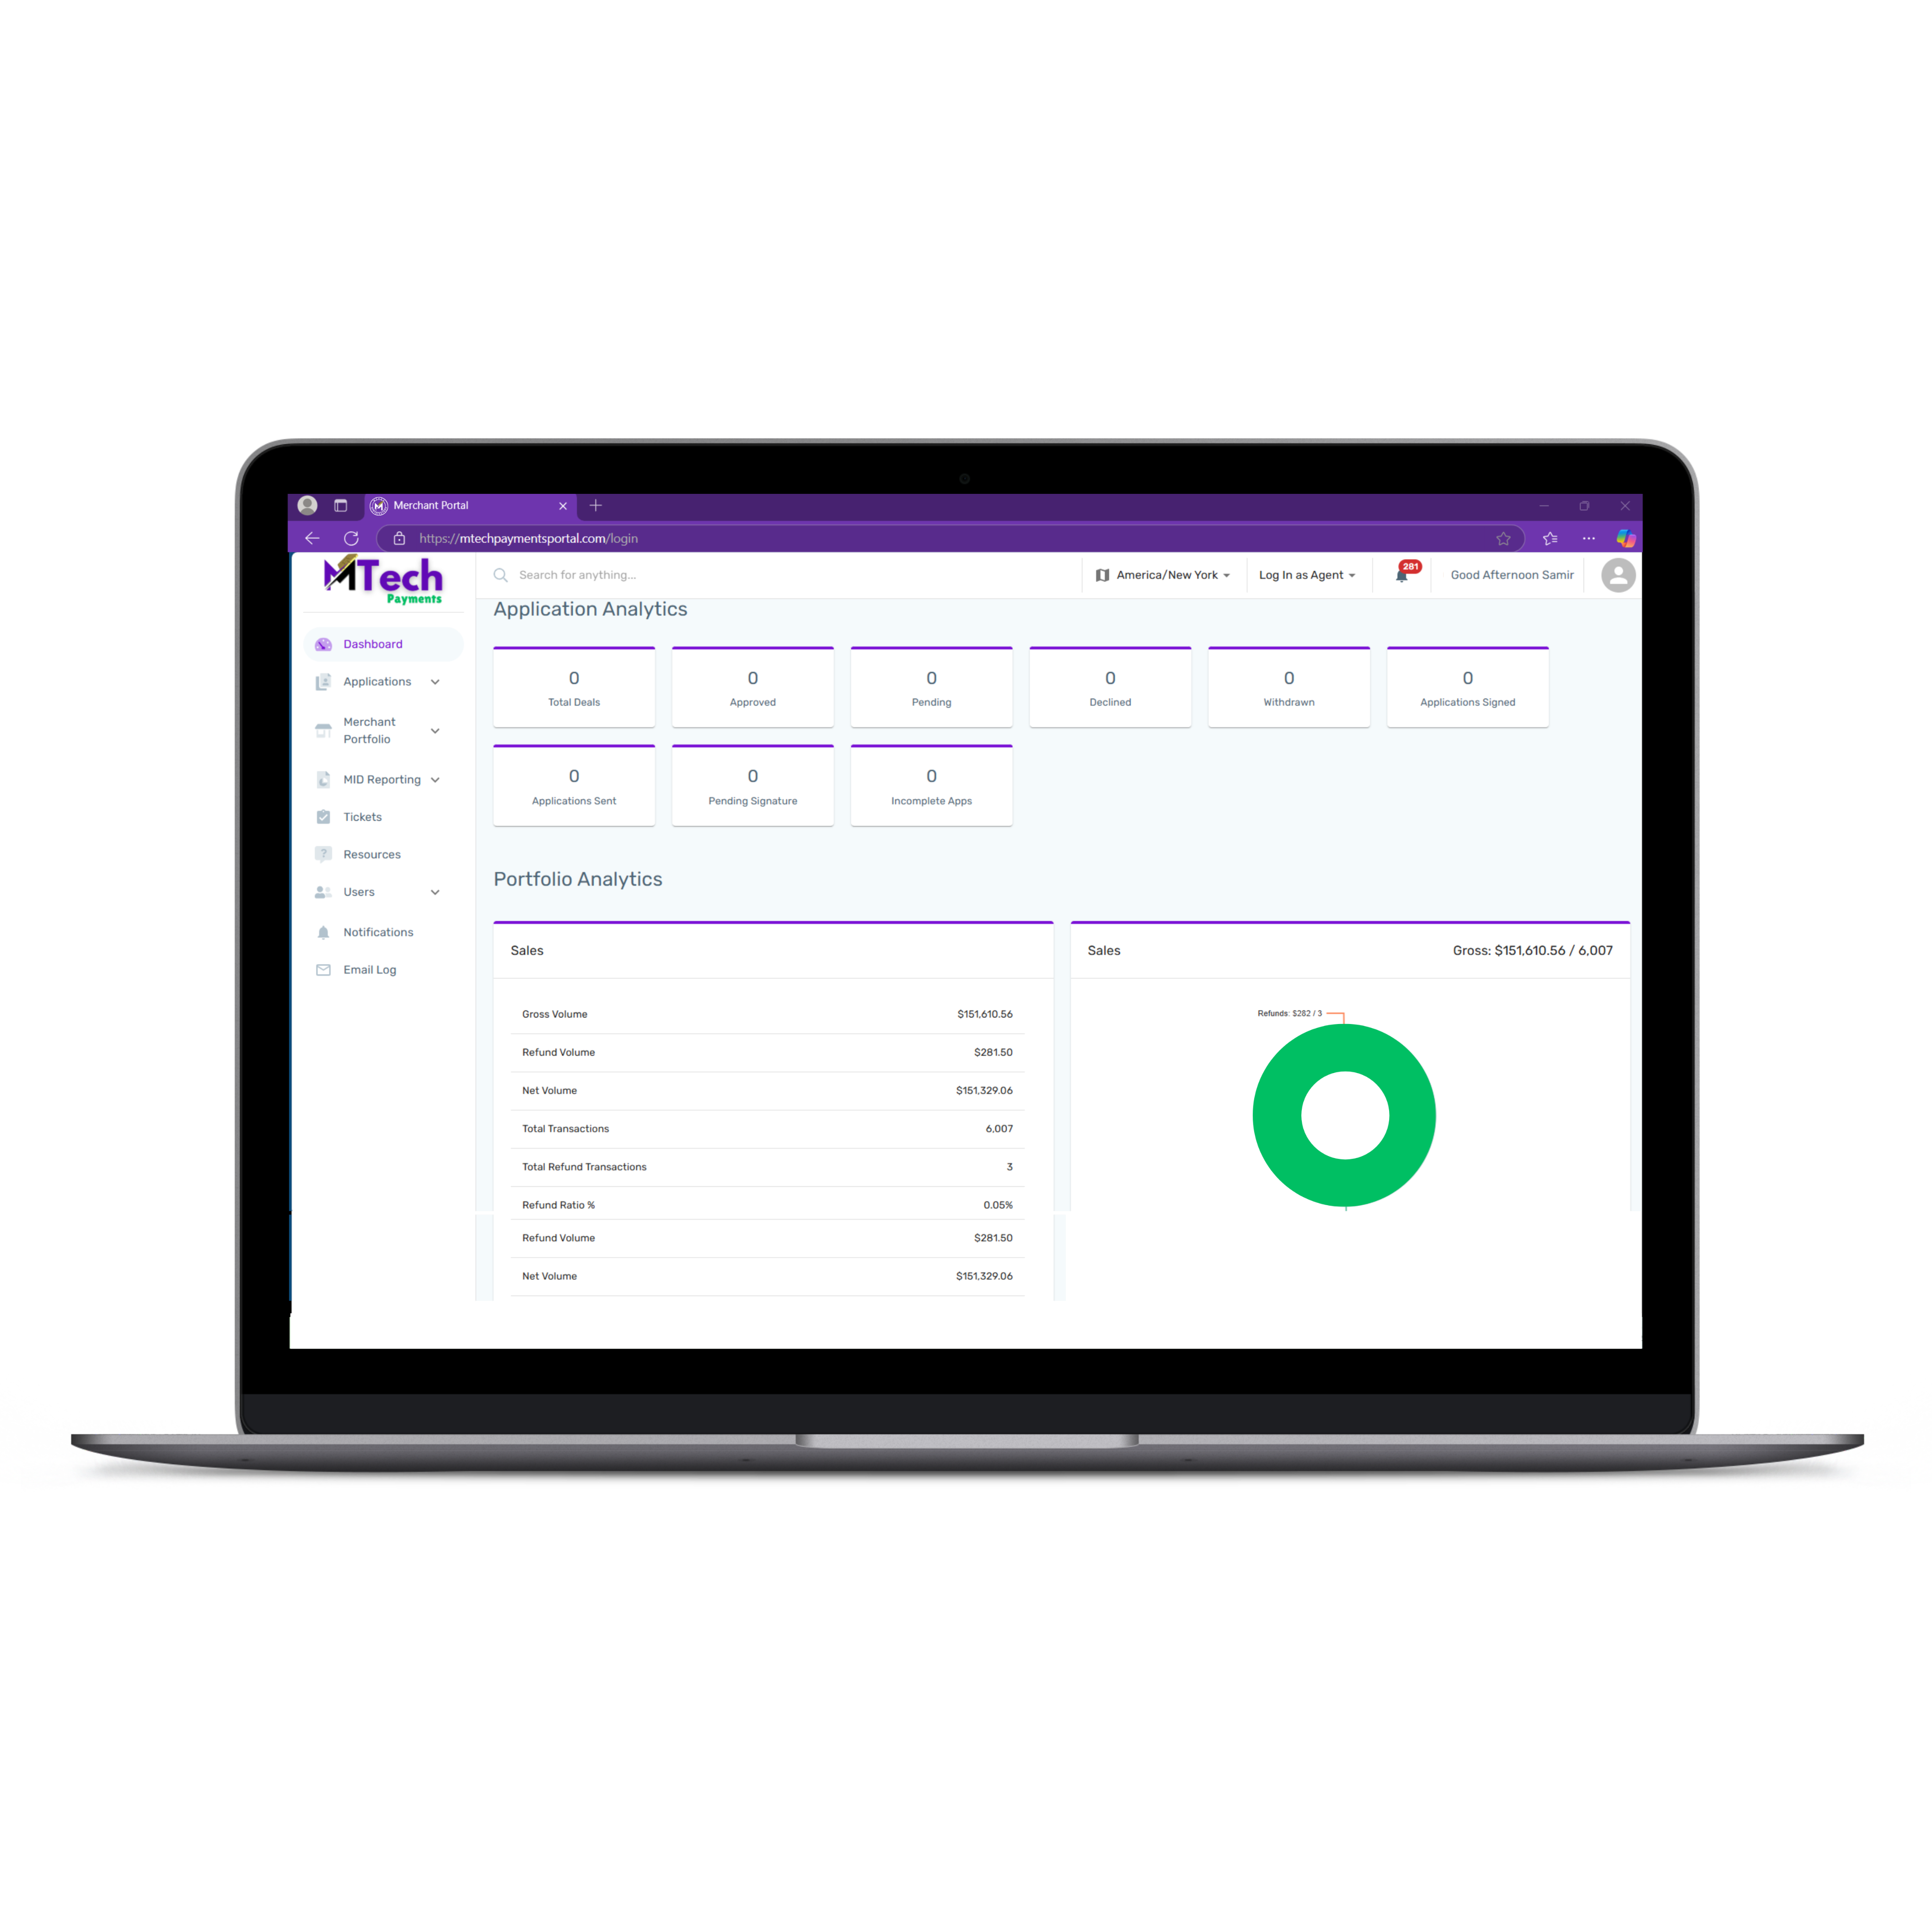 Merchant Portal
https://mtechpaymentsportal.com/login
MTech
Payments
Search for anything...
America/New York
Log In as Agent
281
Good Afternoon Samir
Dashboard
Applications
Merchant
Portfolio
MID Reporting
Tickets
Resources
Users
Notifications
Email Log
Application Analytics
0
Total Deals
0
Approved
0
Pending
0
Declined
0
Withdrawn
0
Applications Signed
0
Applications Sent
0
Pending Signature
0
Incomplete Apps
Portfolio Analytics
Sales
Gross Volume $151,610.56
Refund Volume $281.50
Net Volume $151,329.06
Total Transactions 6,007
Total Refund Transactions 3
Refund Ratio % 0.05%
Refund Volume $281.50
Net Volume $151,329.06
Sales Gross: $151,610.56 / 6,007
Refunds: $282 / 3